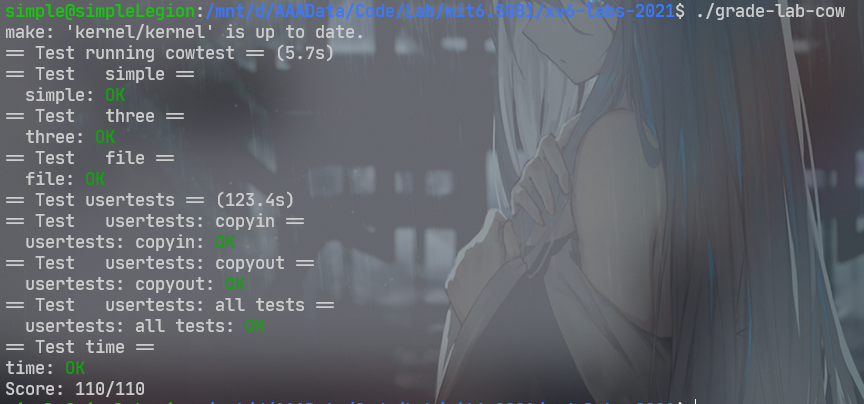 simple@simpleLegion:/mnt/d/AAAData/Code/Lab/mit6.S081/xv6-labs-2021$ ./grade-lab-cow
make: 'kernel/kernel' is up to date.
== Test running cowtest == (5.7s)
== Test   simple ==
  simple: OK
== Test   three ==
  three: OK
== Test   file ==
  file: OK
== Test usertests == (123.4s)
== Test   usertests: copyin ==
  usertests: copyin: OK
== Test   usertests: copyout ==
  usertests: copyout: OK
== Test   usertests: all tests ==
  usertests: all tests: OK
== Test time ==
time: OK
Score: 110/110